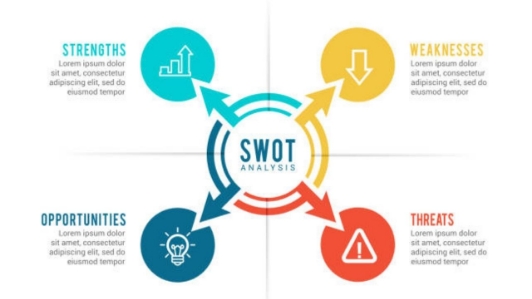 STRENGTHS
Lorem ipsum dolor
sit amet, consectetur
adipiscing elit, sed do
eiusmod tempor
WEAKNESSES
Lorem ipsum dolor
sit amet, consectetur
adipiscing elit, sed do
eiusmod tempor
SWOT
ANALYSIS
OPPORTUNITIES
Lorem ipsum dolor
sit amet, consectetur
adipiscing elit, sed do
eiusmod tempor
THREATS
Lorem ipsum dolor
sit amet, consectetur
adipiscing elit, sed do
eiusmod tempor